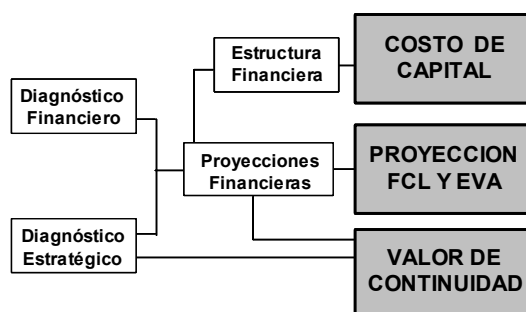 Estructura
Financiera
COSTO DE
CAPITAL
Diagnóstico
Financiero
Proyecciones
Financieras
PROYECCION
FCL Y EVA
Diagnóstico
Estratégico
VALOR DE
CONTINUIDAD